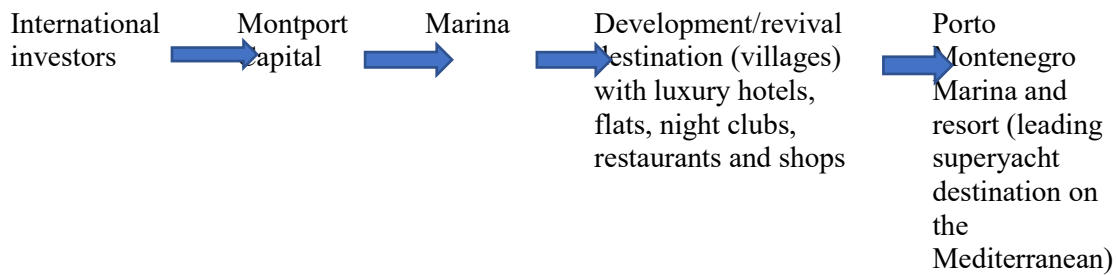 International
investors
Montport
Capital
Marina
Development/revival
destination (villages)
with luxury hotels,
flats, night clubs,
restaurants and shops
Porto
Montenegro
Marina and
resort (leading
superyacht
destination on
the
Mediterranean)